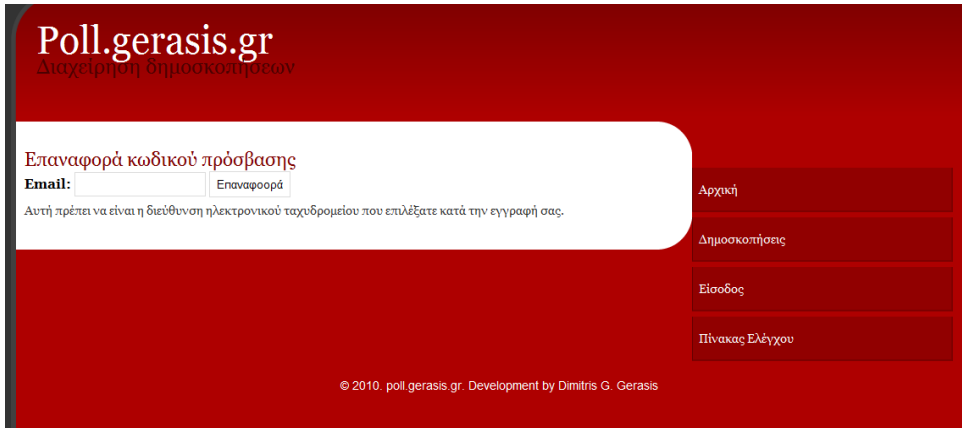 Poll.gerasis.gr
Διαχείρηση δημοσκοπήσεων
Επαναφορά κωδικού πρόσβασης
Email: Επαναφοορά
Αυτή πρέπει να είναι η διεύθυνση ηλεκτρονικού ταχυδρομείου που επιλέξατε κατά την εγγραφή σας.
Αρχική
Δημοσκοπήσεις
Είσοδος
Πίνακας Ελέγχου
© 2010. poll.gerasis.gr. Development by Dimitris G. Gerasis